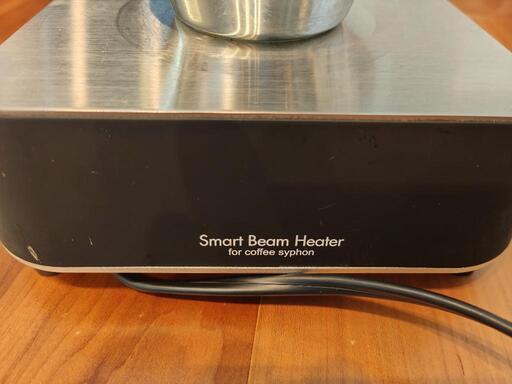 Smart Beam Heater
for coffee syphon